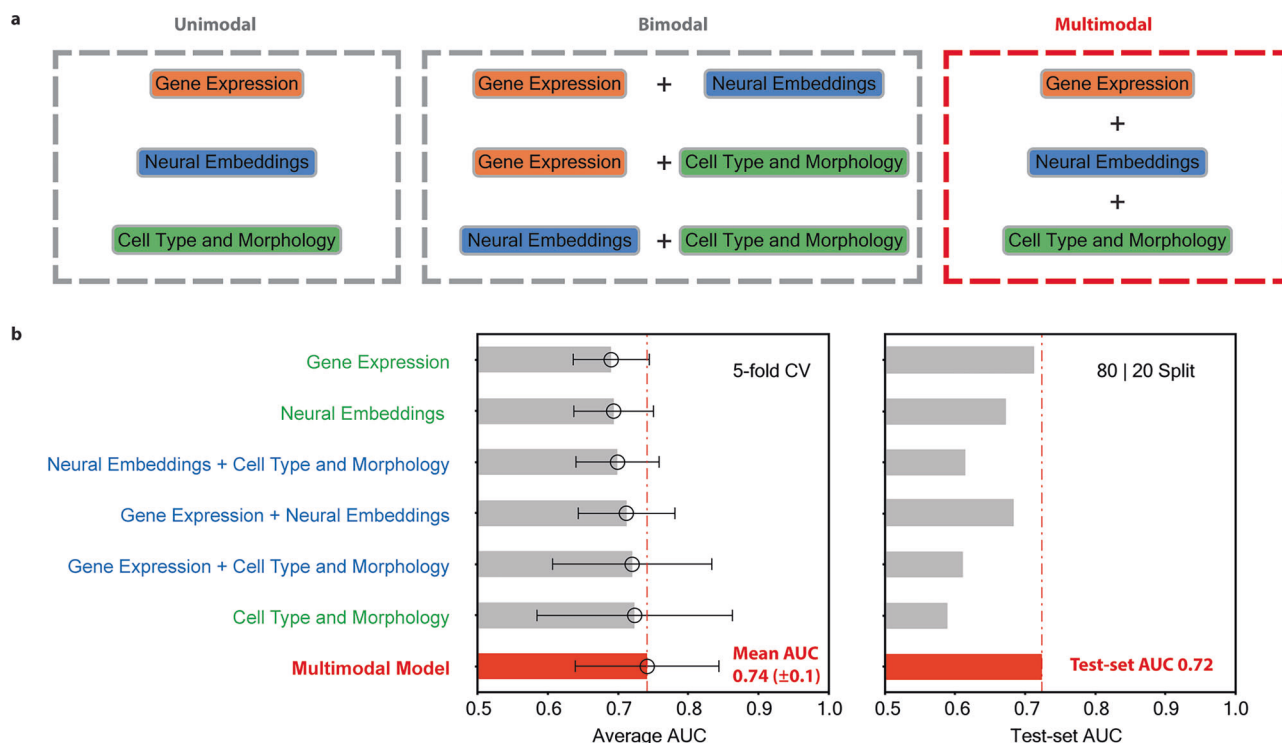 a
Unimodal
Bimodal
Multimodal
Gene Expression
Neural Embeddings
Cell Type and Morphology
Gene Expression + Neural Embeddings
Gene Expression + Cell Type and Morphology
Neural Embeddings + Cell Type and Morphology
Gene Expression
+
Neural Embeddings
+
Cell Type and Morphology
b
Gene Expression
Neural Embeddings
Neural Embeddings + Cell Type and Morphology
Gene Expression + Neural Embeddings
Gene Expression + Cell Type and Morphology
Cell Type and Morphology
Multimodal Model
5-fold CV
Mean AUC
0.74 (±0.1)
0.5 0.6 0.7 0.8 0.9 1.0
Average AUC
80 | 20 Split
Test-set AUC 0.72
0.5 0.6 0.7 0.8 0.9 1.0
Test-set AUC